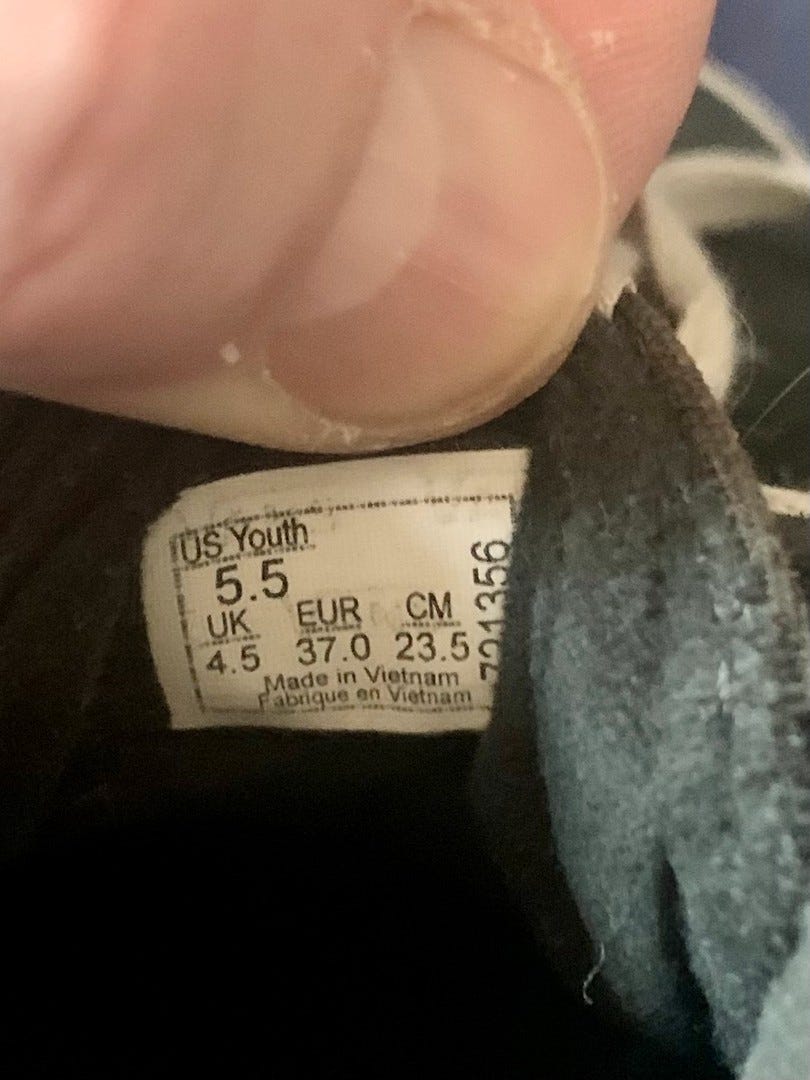 US Youth
5.5
UK EUR CM
4.5 37.0 23.5
Made in Vietnam
Fabrique en Vietnam
721356